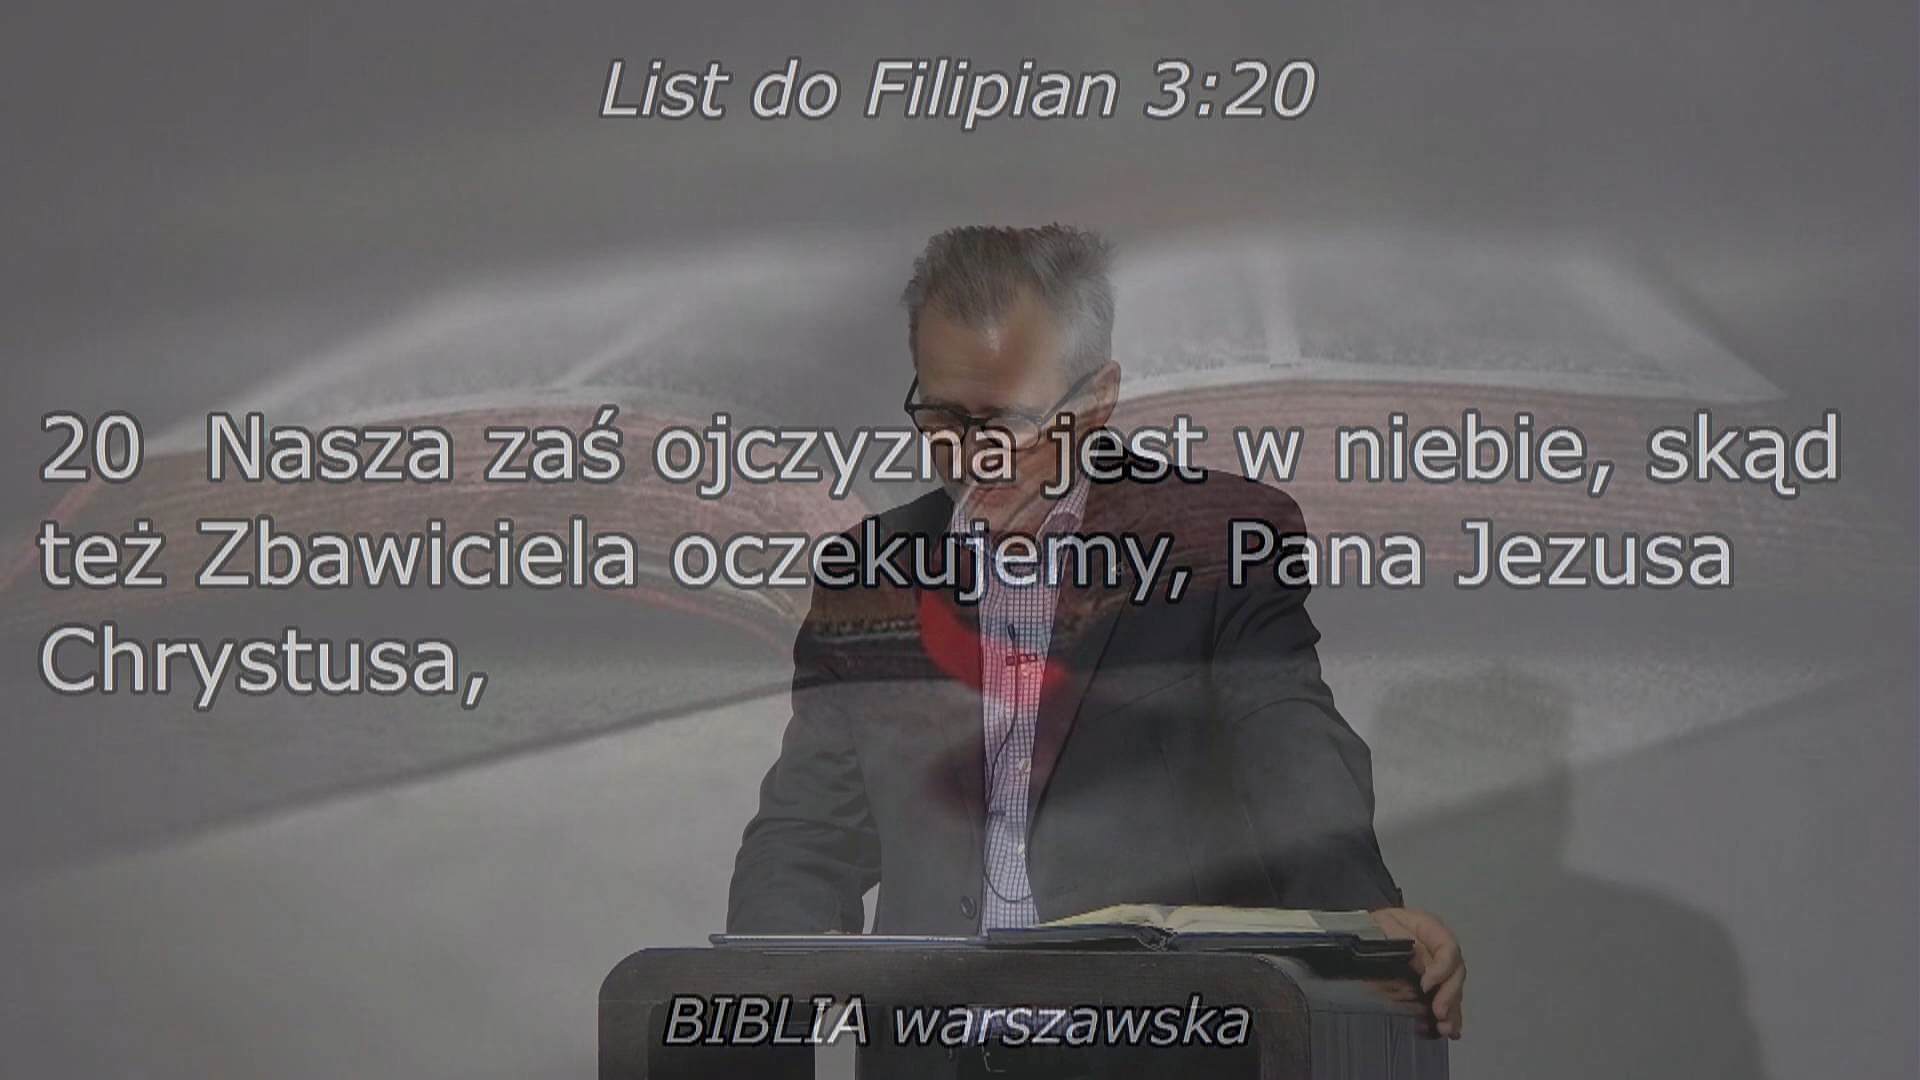 List do Filipian 3:20
20 Nasza zaś ojczyzna jest w niebie, skąd
też Zbawiciela oczekujemy, Pana Jezusa
Chrystusa,
BIBLIA warszawska